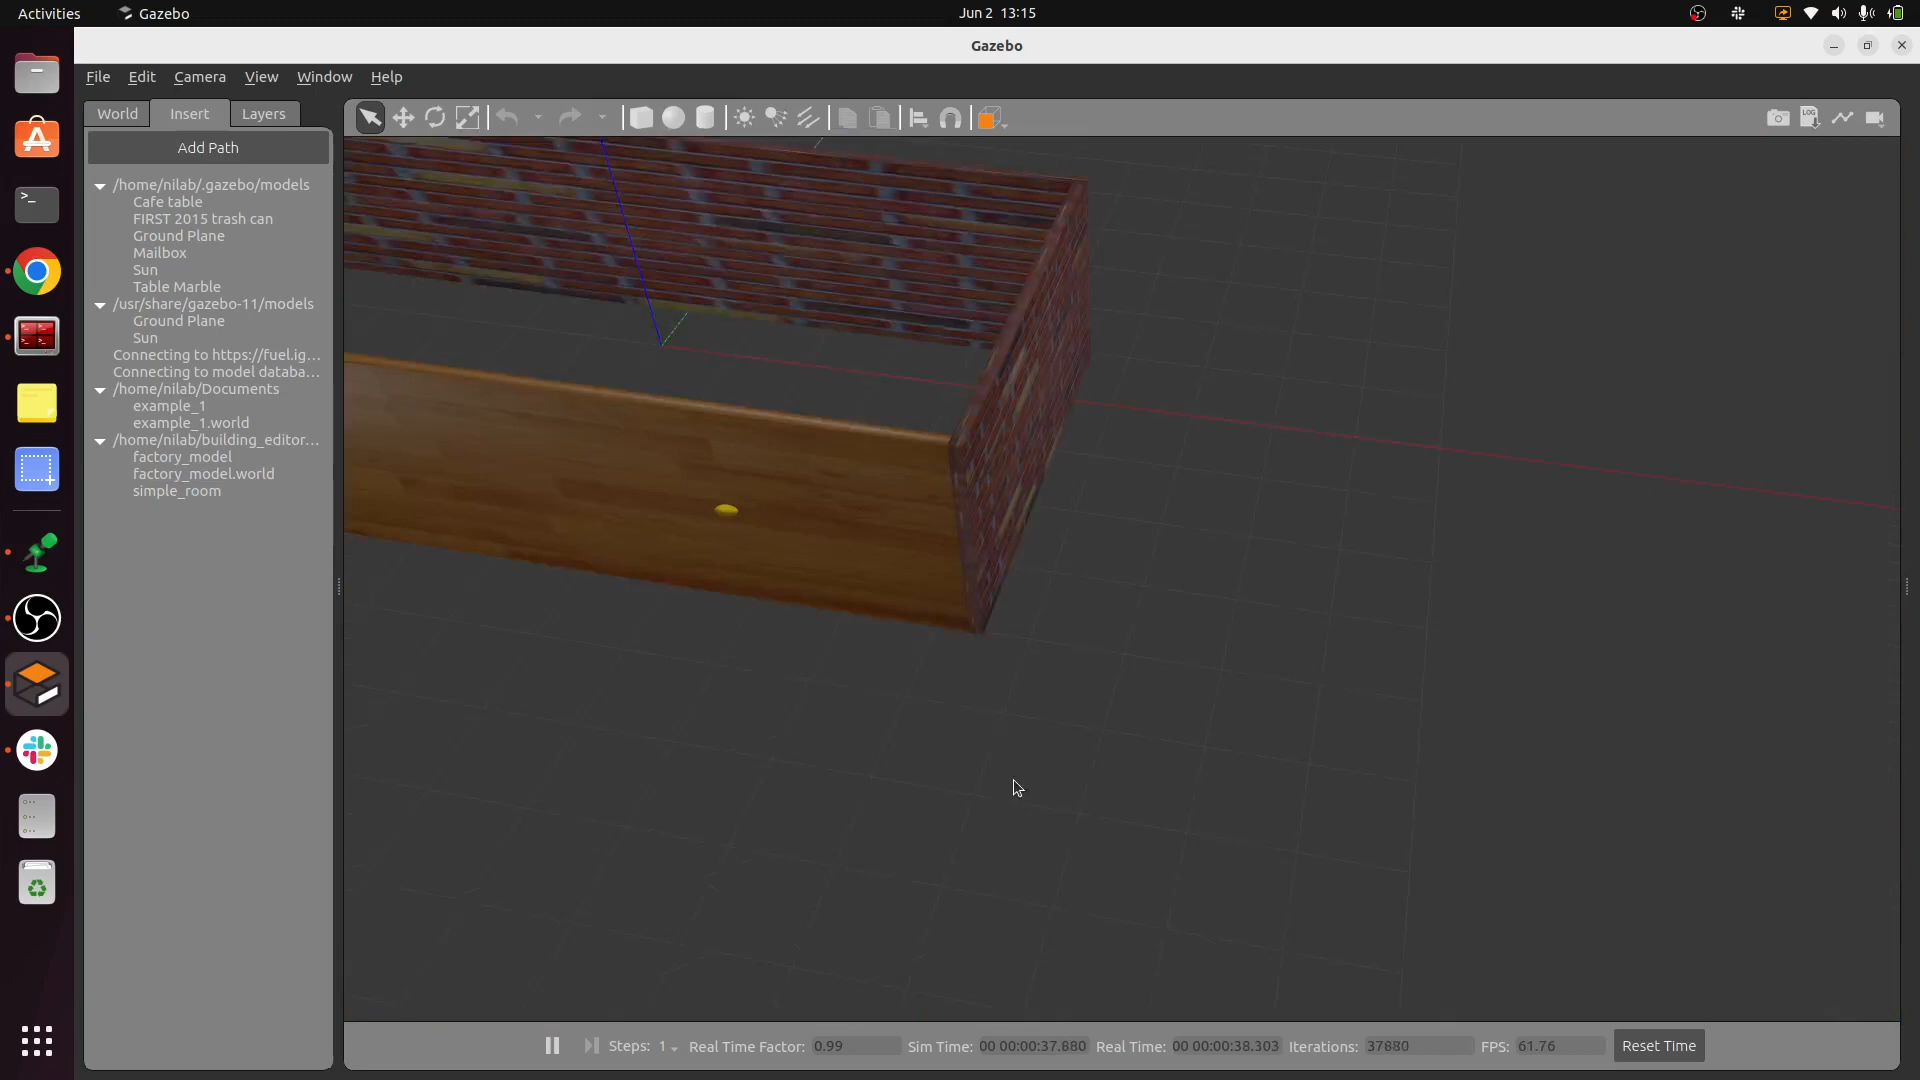 Activities Gazebo Jun 2 13:15
Gazebo
File Edit Camera View Window Help
World Insert Layers
Add Path
/home/nilab/.gazebo/models
Cafe table
FIRST 2015 trash can
Ground Plane
Mailbox
Sun
Table Marble
/usr/share/gazebo-11/models
Ground Plane
Sun
Connecting to https://fuel.ig...
Connecting to model databa...
/home/nilab/Documents
example_1
example_1.world
/home/nilab/building_editor...
factory_model
factory_model.world
simple_room
LOG
Steps: 1 Real Time Factor: 0.99 Sim Time: 00 00:00:37.880 Real Time: 00 00:00:38.303 Iterations: 37880 FPS: 61.76 Reset Time